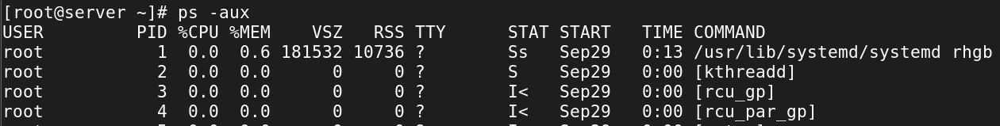 [root@server ~]# ps -aux
USER         PID %CPU %MEM    VSZ   RSS TTY      STAT START   TIME COMMAND
root           1  0.0  0.6 181532 10736 ?        Ss   Sep29   0:13 /usr/lib/systemd/systemd rhgb
root           2  0.0  0.0      0     0 ?        S    Sep29   0:00 [kthreadd]
root           3  0.0  0.0      0     0 ?        I<   Sep29   0:00 [rcu_gp]
root           4  0.0  0.0      0     0 ?        I<   Sep29   0:00 [rcu_par_gp]